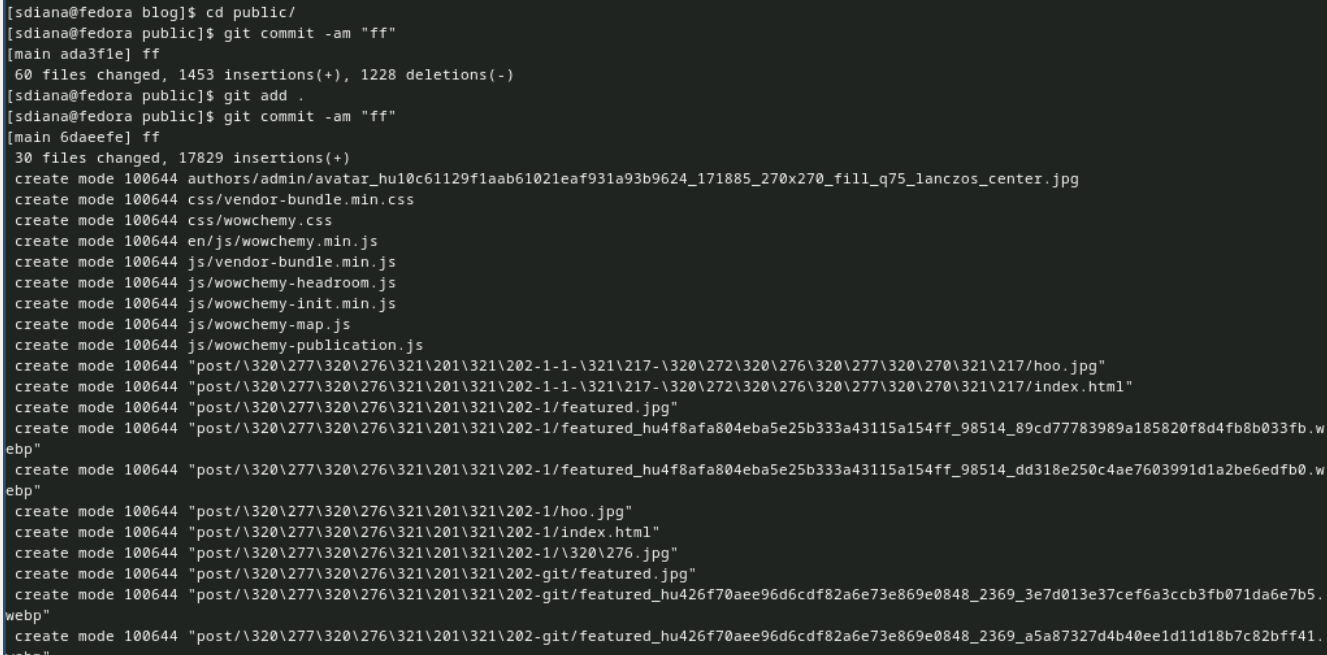 [sdiana@fedora blog]$ cd public/
[sdiana@fedora public]$ git commit -am "ff"
[main ada3f1e] ff
 60 files changed, 1453 insertions(+), 1228 deletions(-)
[sdiana@fedora public]$ git add .
[sdiana@fedora public]$ git commit -am "ff"
[main 6daeefe] ff
 30 files changed, 17829 insertions(+)
 create mode 100644 authors/admin/avatar_hu10c61129f1aab61021eaf931a93b9624_171885_270x270_fill_q75_lanczos_center.jpg
 create mode 100644 css/vendor-bundle.min.css
 create mode 100644 css/wowchemy.css
 create mode 100644 en/js/wowchemy.min.js
 create mode 100644 js/vendor-bundle.min.js
 create mode 100644 js/wowchemy-headroom.js
 create mode 100644 js/wowchemy-init.min.js
 create mode 100644 js/wowchemy-map.js
 create mode 100644 js/wowchemy-publication.js
 create mode 100644 "post/\320\277\320\276\321\201\321\202-1-1-\321\217-\320\272\320\276\320\277\320\270\321\217/hoo.jpg"
 create mode 100644 "post/\320\277\320\276\321\201\321\202-1-1-\321\217-\320\272\320\276\320\277\320\270\321\217/index.html"
 create mode 100644 "post/\320\277\320\276\321\201\321\202-1/featured.jpg"
 create mode 100644 "post/\320\277\320\276\321\201\321\202-1/featured_hu4f8afa804eba5e25b333a43115a154ff_98514_89cd77783989a185820f8d4fb8b033fb.w
ebp"
 create mode 100644 "post/\320\277\320\276\321\201\321\202-1/featured_hu4f8afa804eba5e25b333a43115a154ff_98514_dd318e250c4ae7603991d1a2be6edfb0.w
ebp"
 create mode 100644 "post/\320\277\320\276\321\201\321\202-1/hoo.jpg"
 create mode 100644 "post/\320\277\320\276\321\201\321\202-1/index.html"
 create mode 100644 "post/\320\277\320\276\321\201\321\202-1/\320\276.jpg"
 create mode 100644 "post/\320\277\320\276\321\201\321\202-git/featured.jpg"
 create mode 100644 "post/\320\277\320\276\321\201\321\202-git/featured_hu426f70aee96d6cdf82a6e73e869e0848_2369_3e7d013e37cef6a3ccb3fb071da6e7b5.
webp"
 create mode 100644 "post/\320\277\320\276\321\201\321\202-git/featured_hu426f70aee96d6cdf82a6e73e869e0848_2369_a5a87327d4b40ee1d11d18b7c82bff41.